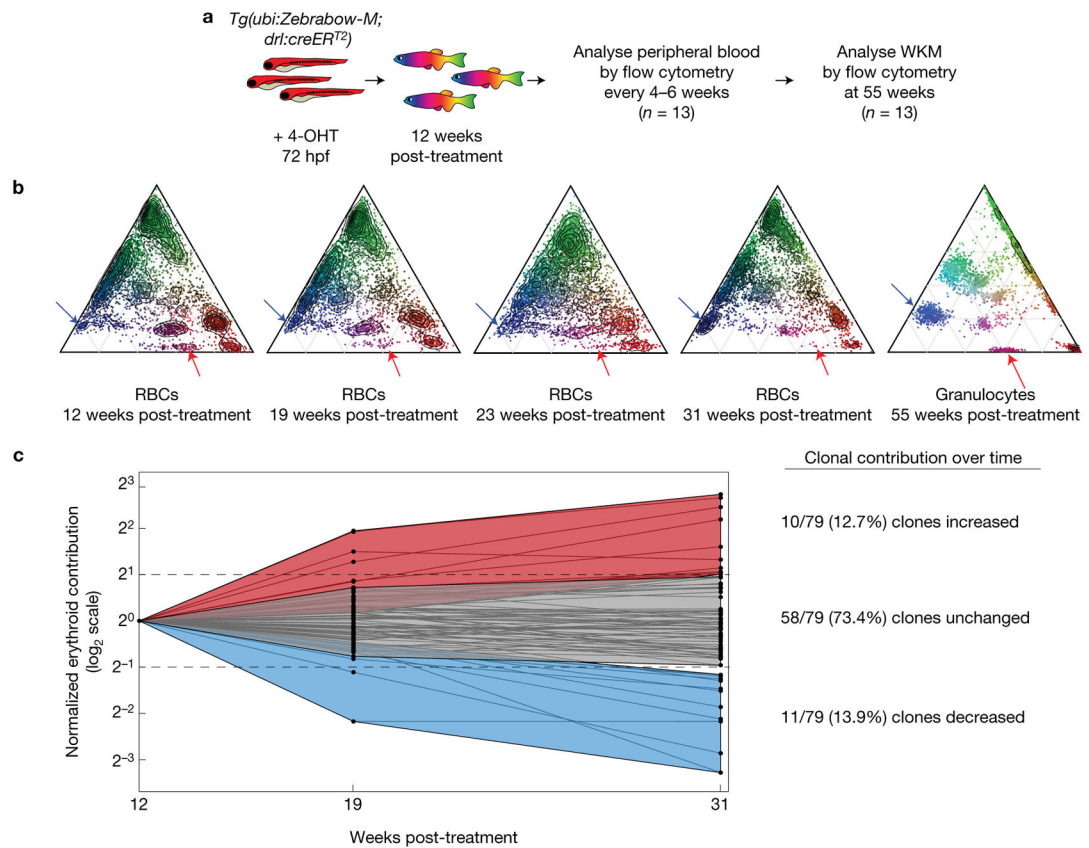 a
Tg(ubi:Zebrabow-M;
drl:creERT2)
+ 4-OHT
72 hpf
12 weeks
post-treatment
Analyse peripheral blood
by flow cytometry
every 4–6 weeks
(n = 13)
Analyse WKM
by flow cytometry
at 55 weeks
(n = 13)
b
RBCs
12 weeks post-treatment
RBCs
19 weeks post-treatment
RBCs
23 weeks post-treatment
RBCs
31 weeks post-treatment
Granulocytes
55 weeks post-treatment
c
Normalized erythroid contribution
(log2 scale)
2^3
2^2
2^1
2^0
2^−1
2^−2
2^−3
12
19
31
Weeks post-treatment
Clonal contribution over time
10/79 (12.7%) clones increased
58/79 (73.4%) clones unchanged
11/79 (13.9%) clones decreased